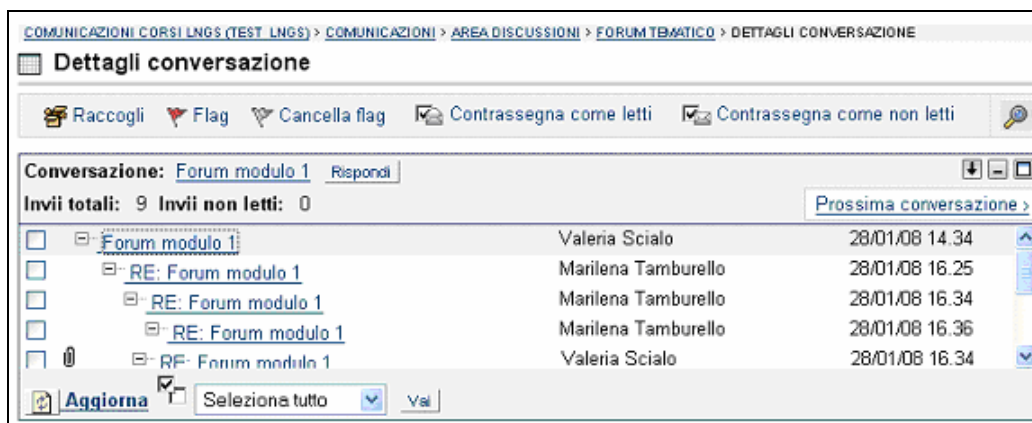 COMUNICAZIONI CORSI LNGS (TEST_LNGS) > COMUNICAZIONI > AREA DISCUSSIONI > FORUM TEMATICO > DETTAGLI CONVERSAZIONE
Dettagli conversazione
Raccogli Flag Cancella flag Contrassegna come letti Contrassegna come non letti
Conversazione: Forum modulo 1 Rispondi
Invii totali: 9 Invii non letti: 0 Prossima conversazione >
Forum modulo 1 Valeria Scialo 28/01/08 14.34
RE: Forum modulo 1 Marilena Tamburello 28/01/08 16.25
RE: Forum modulo 1 Marilena Tamburello 28/01/08 16.34
RE: Forum modulo 1 Marilena Tamburello 28/01/08 16.36
RE: Forum modulo 1 Valeria Scialo 28/01/08 16.34
Aggiorna Seleziona tutto Vai